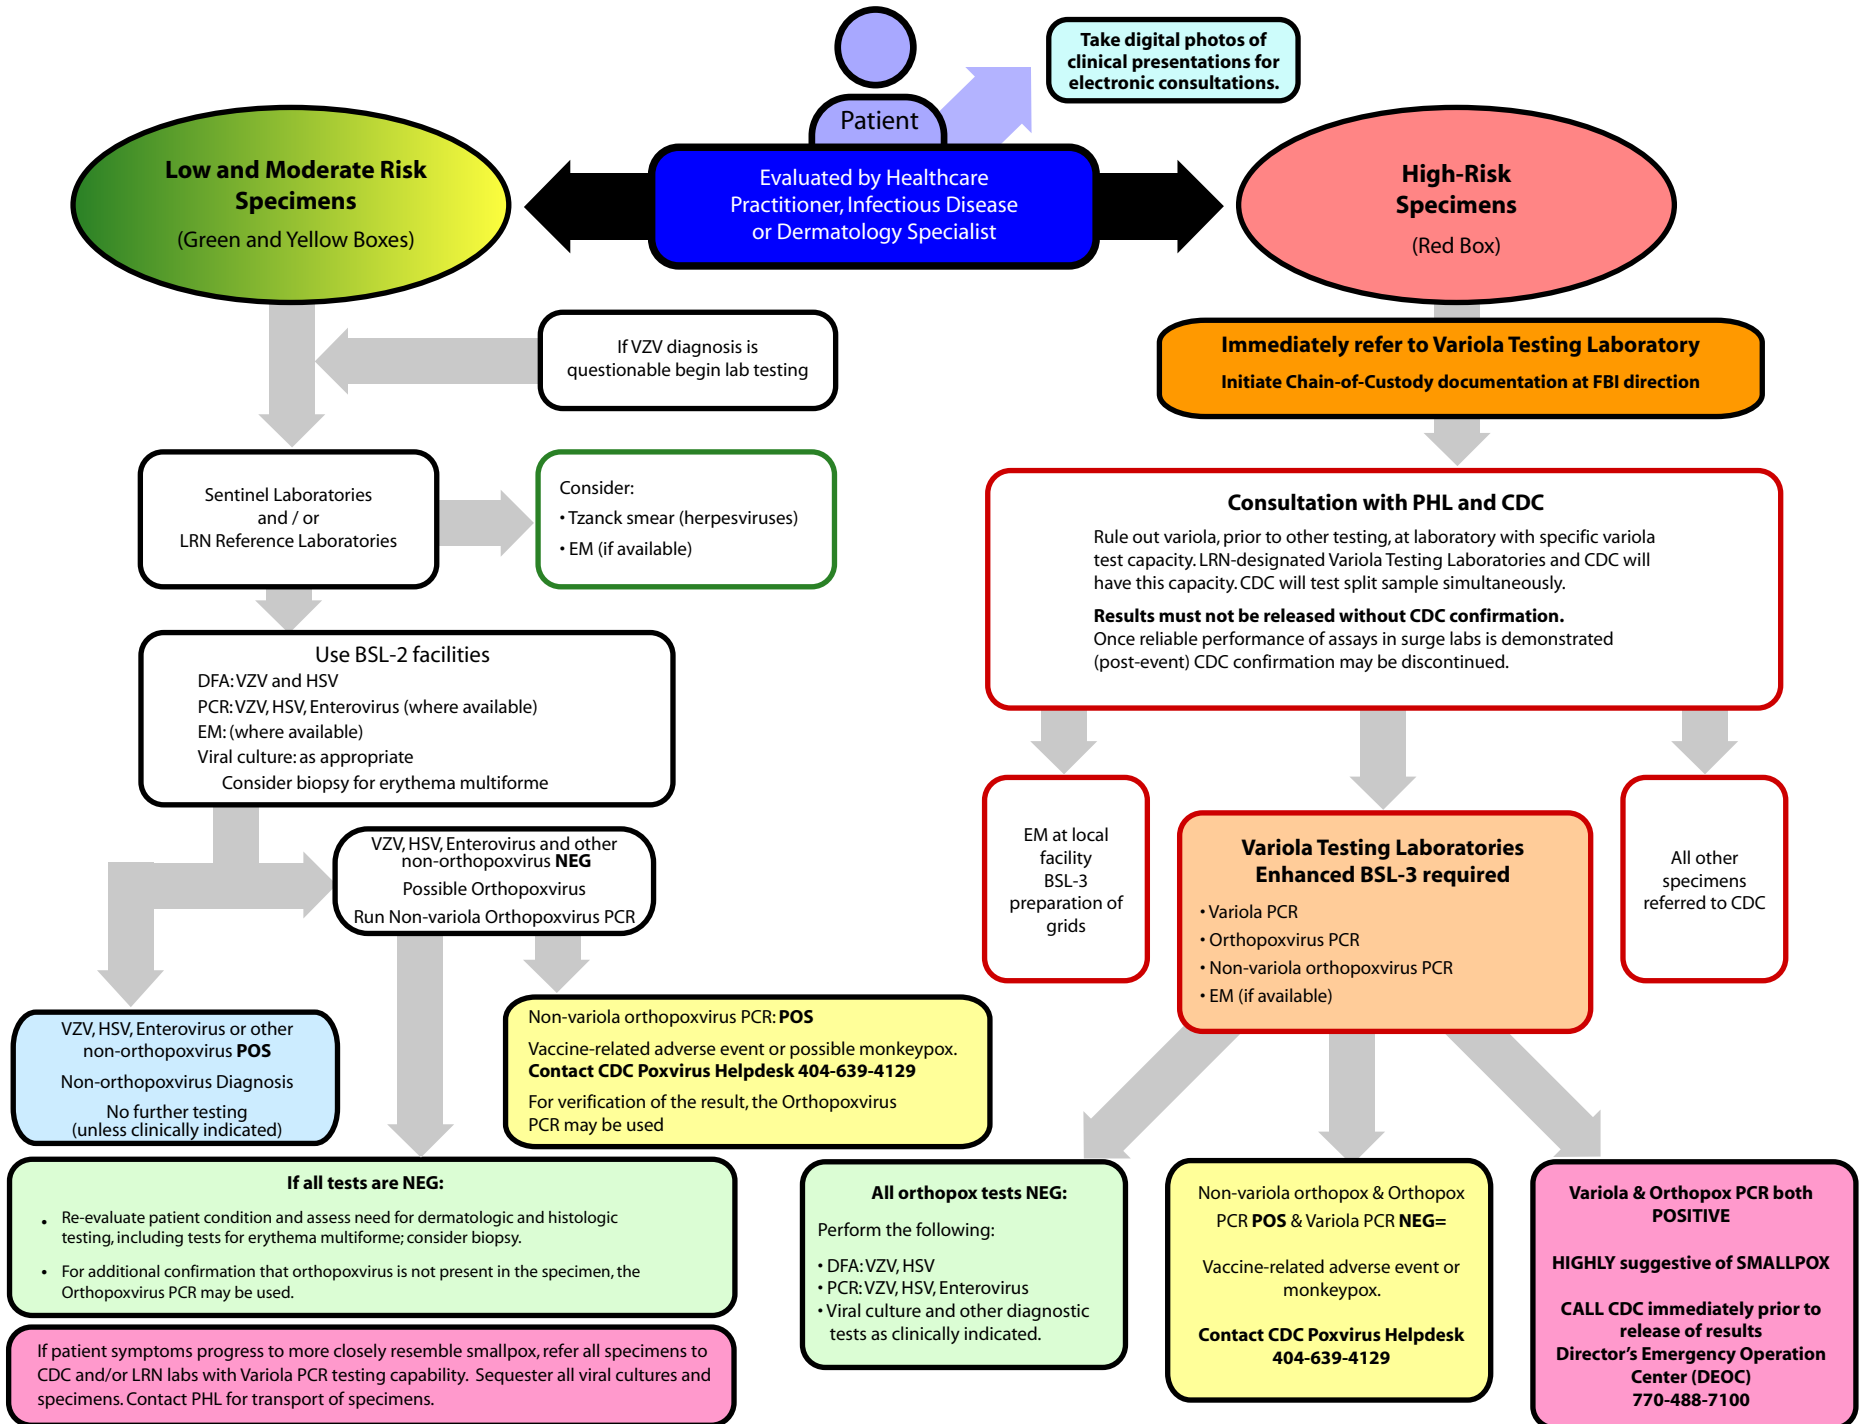 Take digital photos of
clinical presentations for
electronic consultations.
Patient
Evaluated by Healthcare
Practitioner, Infectious Disease
or Dermatology Specialist
Low and Moderate Risk
Specimens
(Green and Yellow Boxes)
High-Risk
Specimens
(Red Box)
If VZV diagnosis is
questionable begin lab testing
Immediately refer to Variola Testing Laboratory
Initiate Chain-of-Custody documentation at FBI direction
Sentinel Laboratories
and / or
LRN Reference Laboratories
Consider:
• Tzanck smear (herpesviruses)
• EM (if available)
Consultation with PHL and CDC
Rule out variola, prior to other testing, at laboratory with specific variola
test capacity. LRN-designated Variola Testing Laboratories and CDC will
have this capacity. CDC will test split sample simultaneously.
Results must not be released without CDC confirmation.
Once reliable performance of assays in surge labs is demonstrated
(post-event) CDC confirmation may be discontinued.
Use BSL-2 facilities
DFA: VZV and HSV
PCR: VZV, HSV, Enterovirus (where available)
EM: (where available)
Viral culture: as appropriate
Consider biopsy for erythema multiforme
VZV, HSV, Enterovirus and other
non-orthopoxvirus NEG
Possible Orthopoxvirus
Run Non-variola Orthopoxvirus PCR
EM at local
facility
BSL-3
preparation of
grids
Variola Testing Laboratories
Enhanced BSL-3 required
• Variola PCR
• Orthopoxvirus PCR
• Non-variola orthopoxvirus PCR
• EM (if available)
All other
specimens
referred to CDC
VZV, HSV, Enterovirus or other
non-orthopoxvirus POS
Non-orthopoxvirus Diagnosis
No further testing
(unless clinically indicated)
Non-variola orthopoxvirus PCR: POS
Vaccine-related adverse event or possible monkeypox.
Contact CDC Poxvirus Helpdesk 404-639-4129
For verification of the result, the Orthopoxvirus
PCR may be used
If all tests are NEG:
• Re-evaluate patient condition and assess need for dermatologic and histologic
testing, including tests for erythema multiforme; consider biopsy.
• For additional confirmation that orthopoxvirus is not present in the specimen, the
Orthopoxvirus PCR may be used.
If patient symptoms progress to more closely resemble smallpox, refer all specimens to
CDC and/or LRN labs with Variola PCR testing capability. Sequester all viral cultures and
specimens. Contact PHL for transport of specimens.
All orthopox tests NEG:
Perform the following:
• DFA: VZV, HSV
• PCR: VZV, HSV, Enterovirus
• Viral culture and other diagnostic
tests as clinically indicated.
Non-variola orthopox & Orthopox
PCR POS & Variola PCR NEG=
Vaccine-related adverse event or
monkeypox.
Contact CDC Poxvirus Helpdesk
404-639-4129
Variola & Orthopox PCR both
POSITIVE
HIGHLY suggestive of SMALLPOX
CALL CDC immediately prior to
release of results
Director's Emergency Operation
Center (DEOC)
770-488-7100